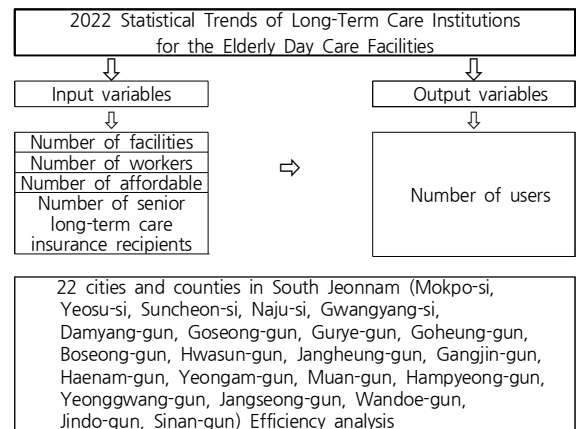 2022 Statistical Trends of Long-Term Care Institutions
for the Elderly Day Care Facilities
Input variables
Output variables
Number of facilities
Number of workers
Number of affordable
Number of senior
long-term care
insurance recipients
Number of users
22 cities and counties in South Jeonnam (Mokpo-si,
Yeosu-si, Suncheon-si, Naju-si, Gwangyang-si,
Damyang-gun, Goseong-gun, Gurye-gun, Goheung-gun,
Boseong-gun, Hwasun-gun, Jangheung-gun, Gangjin-gun,
Haenam-gun, Yeongam-gun, Muan-gun, Hampyeong-gun,
Yeonggwang-gun, Jangseong-gun, Wandoe-gun,
Jindo-gun, Sinan-gun) Efficiency analysis